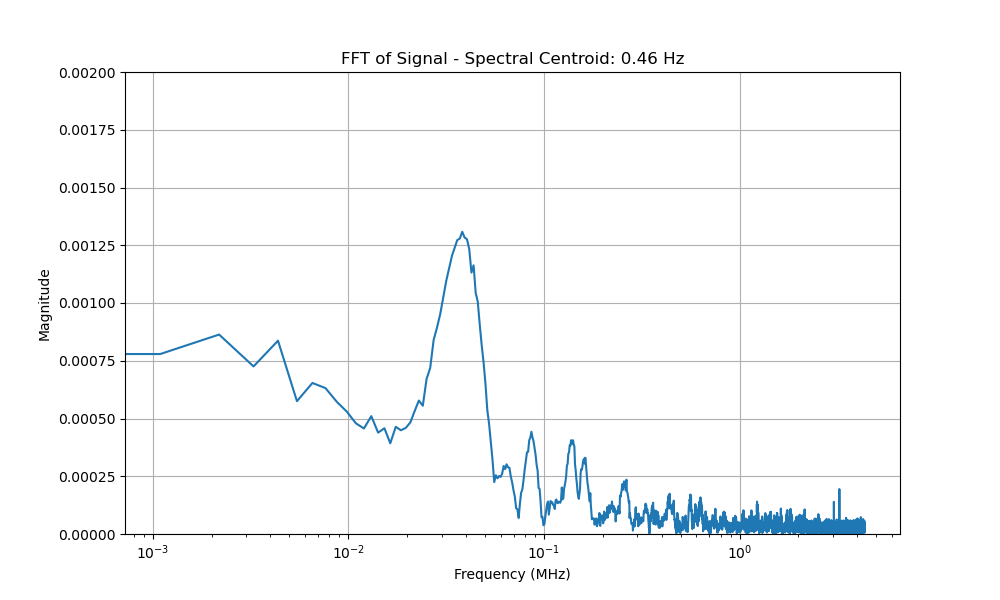 FFT of Signal - Spectral Centroid: 0.46 Hz
0.00200
0.00175
0.00150
0.00125
0.00100
0.00075
0.00050
0.00025
0.00000
Magnitude
10⁻³ 10⁻² 10⁻¹ 10⁰
Frequency (MHz)